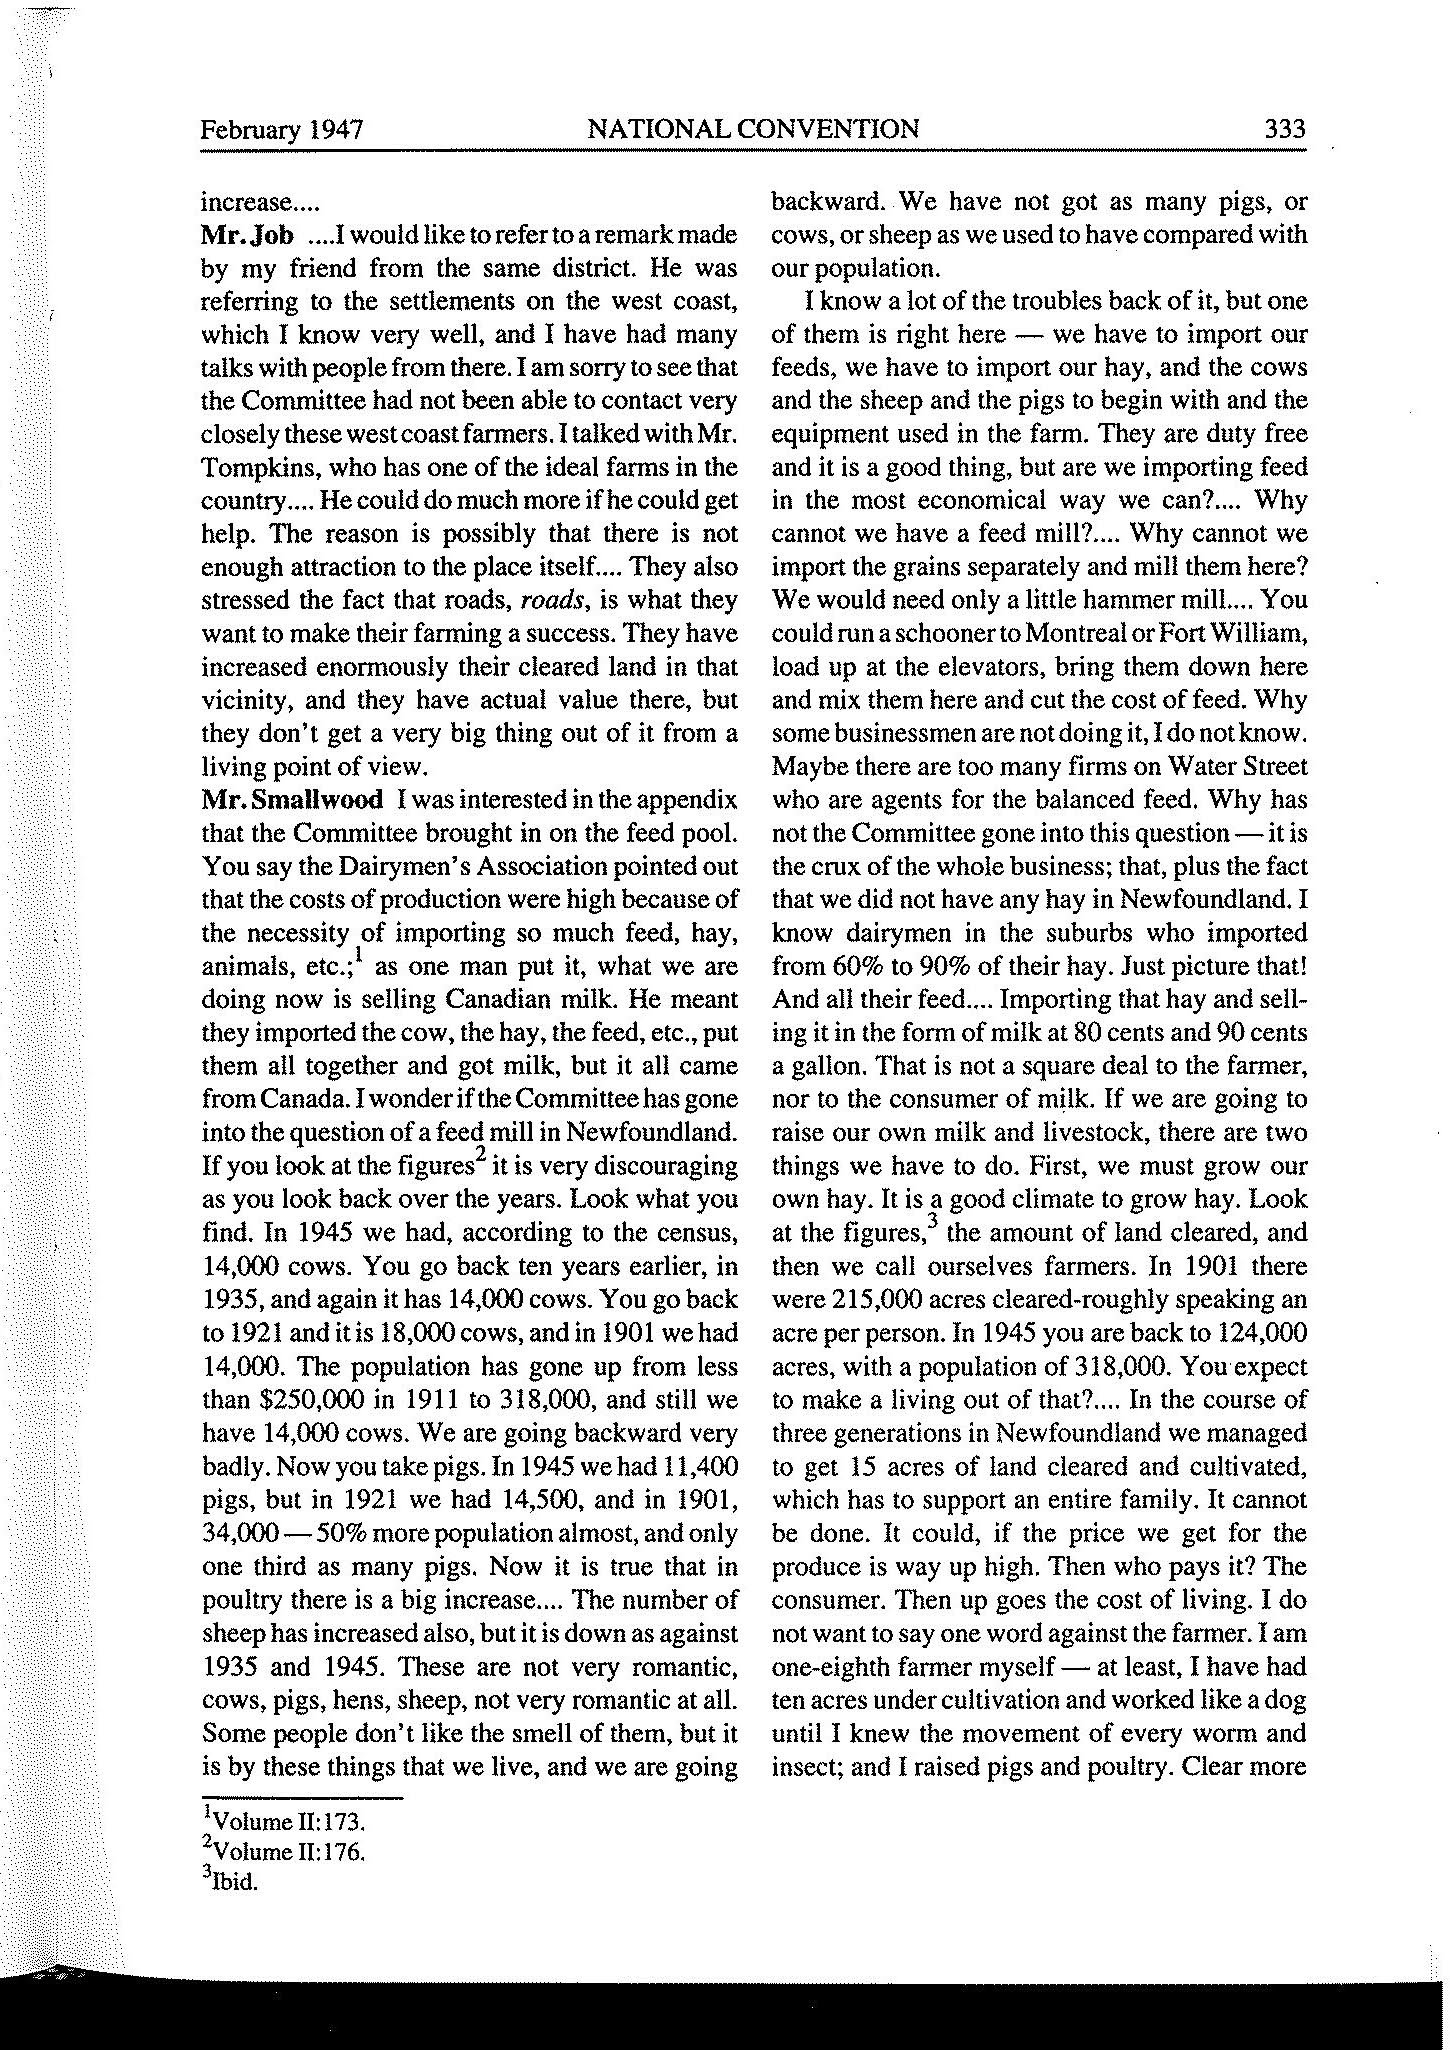 February 1947
NATIONAL CONVENTION
333
increase....
Mr. Job ....I would like to refer to a remark made
by my friend from the same district. He was
referring to the settlements on the west coast,
which I know very well, and I have had many
talks with people from there. I am sorry to see that
the Committee had not been able to contact very
closely these west coast farmers. I talked with Mr.
Tompkins, who has one of the ideal farms in the
country.... He could do much more if he could get
help. The reason is possibly that there is not
enough attraction to the place itself.... They also
stressed the fact that roads, roads, is what they
want to make their farming a success. They have
increased enormously their cleared land in that
vicinity, and they have actual value there, but
they don't get a very big thing out of it from a
living point of view.
Mr. Smallwood I was interested in the appendix
that the Committee brought in on the feed pool.
You say the Dairymen's Association pointed out
that the costs of production were high because of
the necessity of importing so much feed, hay,
animals, etc.;1 as one man put it, what we are
doing now is selling Canadian milk. He meant
they imported the cow, the hay, the feed, etc., put
them all together and got milk, but it all came
from Canada. I wonder if the Committee has gone
into the question of a feed mill in Newfoundland.
If you look at the figures2 it is very discouraging
as you look back over the years. Look what you
find. In 1945 we had, according to the census,
14,000 cows. You go back ten years earlier, in
1935, and again it has 14,000 cows. You go back
to 1921 and it is 18,000 cows, and in 1901 we had
14,000. The population has gone up from less
than $250,000 in 1911 to 318,000, and still we
have 14,000 cows. We are going backward very
badly. Now you take pigs. In 1945 we had 11,400
pigs, but in 1921 we had 14,500, and in 1901,
34,000 — 50% more population almost, and only
one third as many pigs. Now it is true that in
poultry there is a big increase.... The number of
sheep has increased also, but it is down as against
1935 and 1945. These are not very romantic,
cows, pigs, hens, sheep, not very romantic at all.
Some people don't like the smell of them, but it
is by these things that we live, and we are going
backward. We have not got as many pigs, or
cows, or sheep as we used to have compared with
our population.
I know a lot of the troubles back of it, but one
of them is right here — we have to import our
feeds, we have to import our hay, and the cows
and the sheep and the pigs to begin with and the
equipment used in the farm. They are duty free
and it is a good thing, but are we importing feed
in the most economical way we can?.... Why
cannot we have a feed mill?.... Why cannot we
import the grains separately and mill them here?
We would need only a little hammer mill.... You
could run a schooner to Montreal or Fort William,
load up at the elevators, bring them down here
and mix them here and cut the cost of feed. Why
some businessmen are not doing it, I do not know.
Maybe there are too many firms on Water Street
who are agents for the balanced feed. Why has
not the Committee gone into this question — it is
the crux of the whole business; that, plus the fact
that we did not have any hay in Newfoundland. I
know dairymen in the suburbs who imported
from 60% to 90% of their hay. Just picture that!
And all their feed.... Importing that hay and sell-
ing it in the form of milk at 80 cents and 90 cents
a gallon. That is not a square deal to the farmer,
nor to the consumer of milk. If we are going to
raise our own milk and livestock, there are two
things we have to do. First, we must grow our
own hay. It is a good climate to grow hay. Look
at the figures,3 the amount of land cleared, and
then we call ourselves farmers. In 1901 there
were 215,000 acres cleared-roughly speaking an
acre per person. In 1945 you are back to 124,000
acres, with a population of 318,000. You expect
to make a living out of that?.... In the course of
three generations in Newfoundland we managed
to get 15 acres of land cleared and cultivated,
which has to support an entire family. It cannot
be done. It could, if the price we get for the
produce is way up high. Then who pays it? The
consumer. Then up goes the cost of living. I do
not want to say one word against the farmer. I am
one-eighth farmer myself — at least, I have had
ten acres under cultivation and worked like a dog
until I knew the movement of every worm and
insect; and I raised pigs and poultry. Clear more
1Volume II:173.
2Volume II:176.
3Ibid.